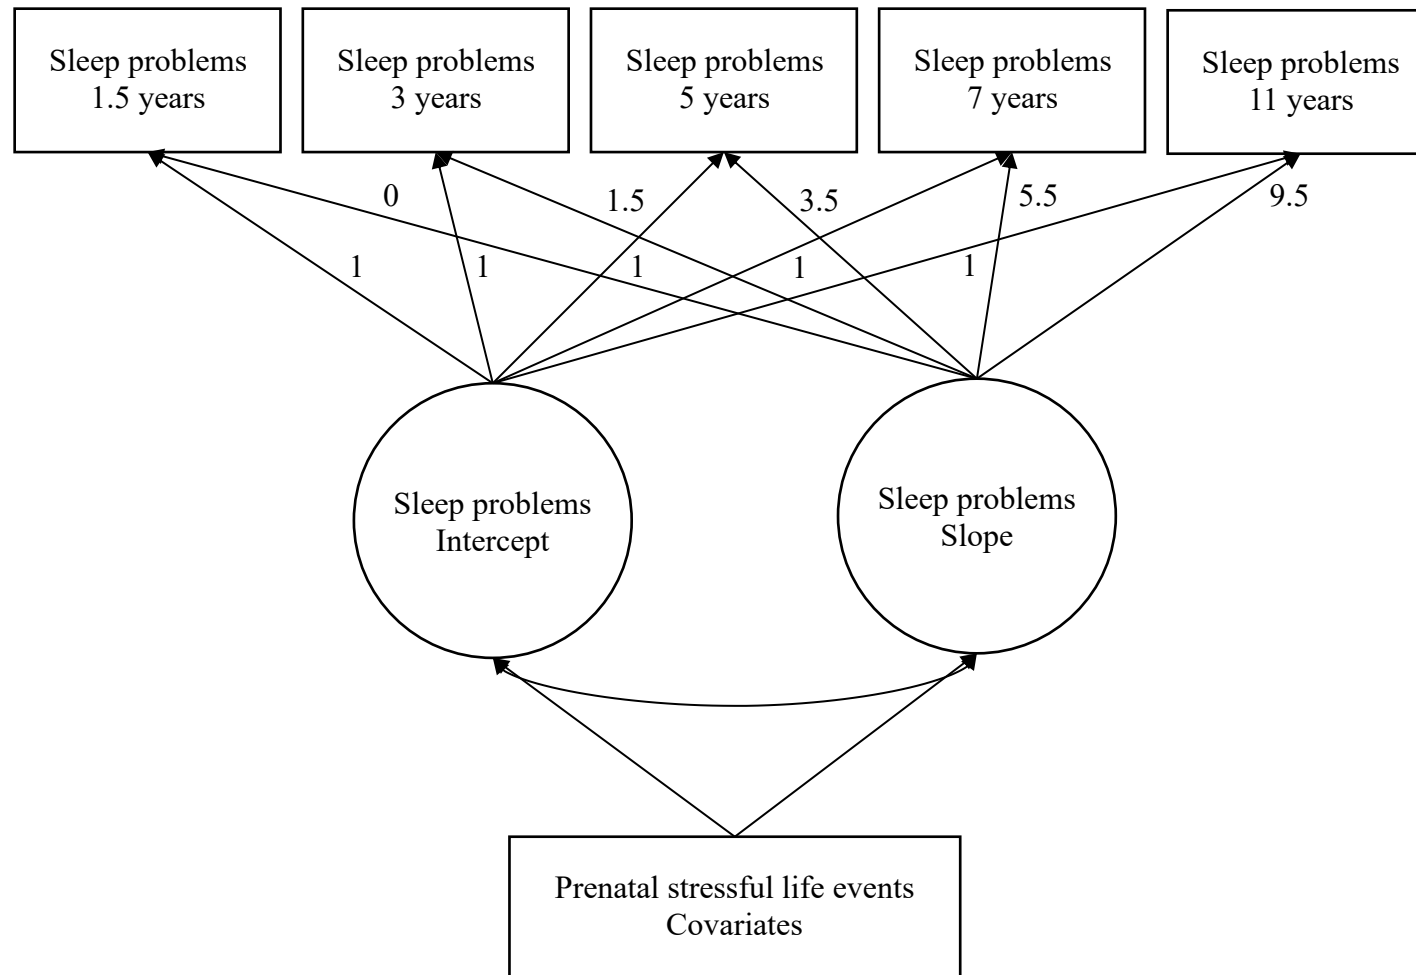 Sleep problems
1.5 years
Sleep problems
3 years
Sleep problems
5 years
Sleep problems
7 years
Sleep problems
11 years
0
1.5
3.5
5.5
9.5
1
1
1
1
1
Sleep problems
Intercept
Sleep problems
Slope
Prenatal stressful life events
Covariates